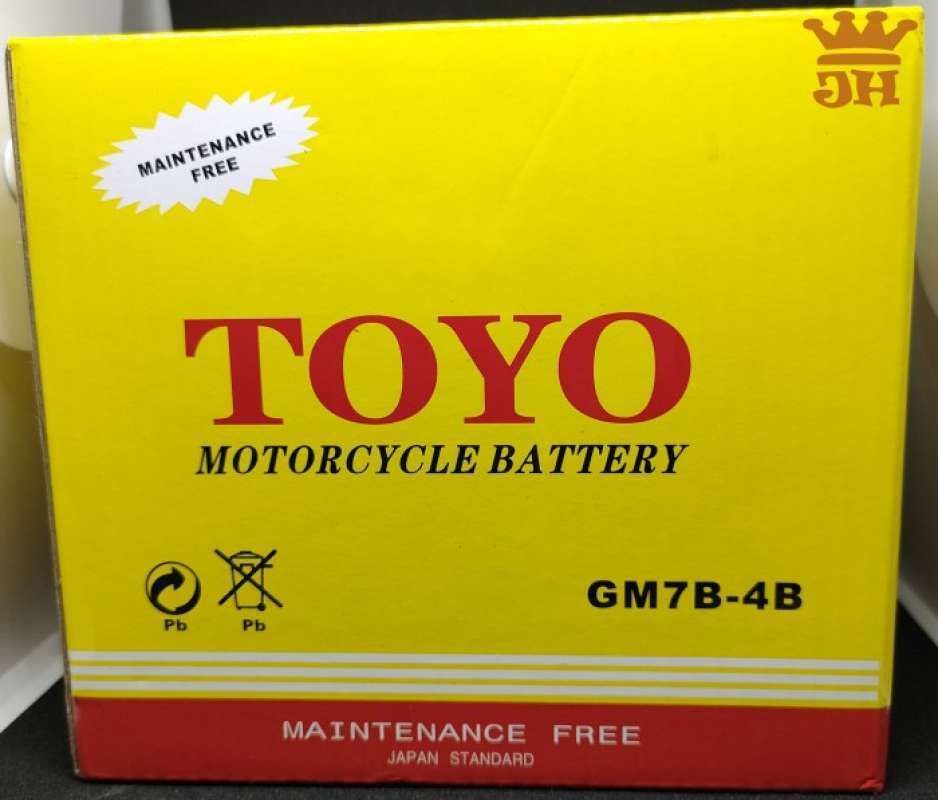 JH
MAINTENANCE
FREE
TOYO
MOTORCYCLE BATTERY
Pb
Pb
GM7B-4B
MAINTENANCE FREE
JAPAN STANDARD